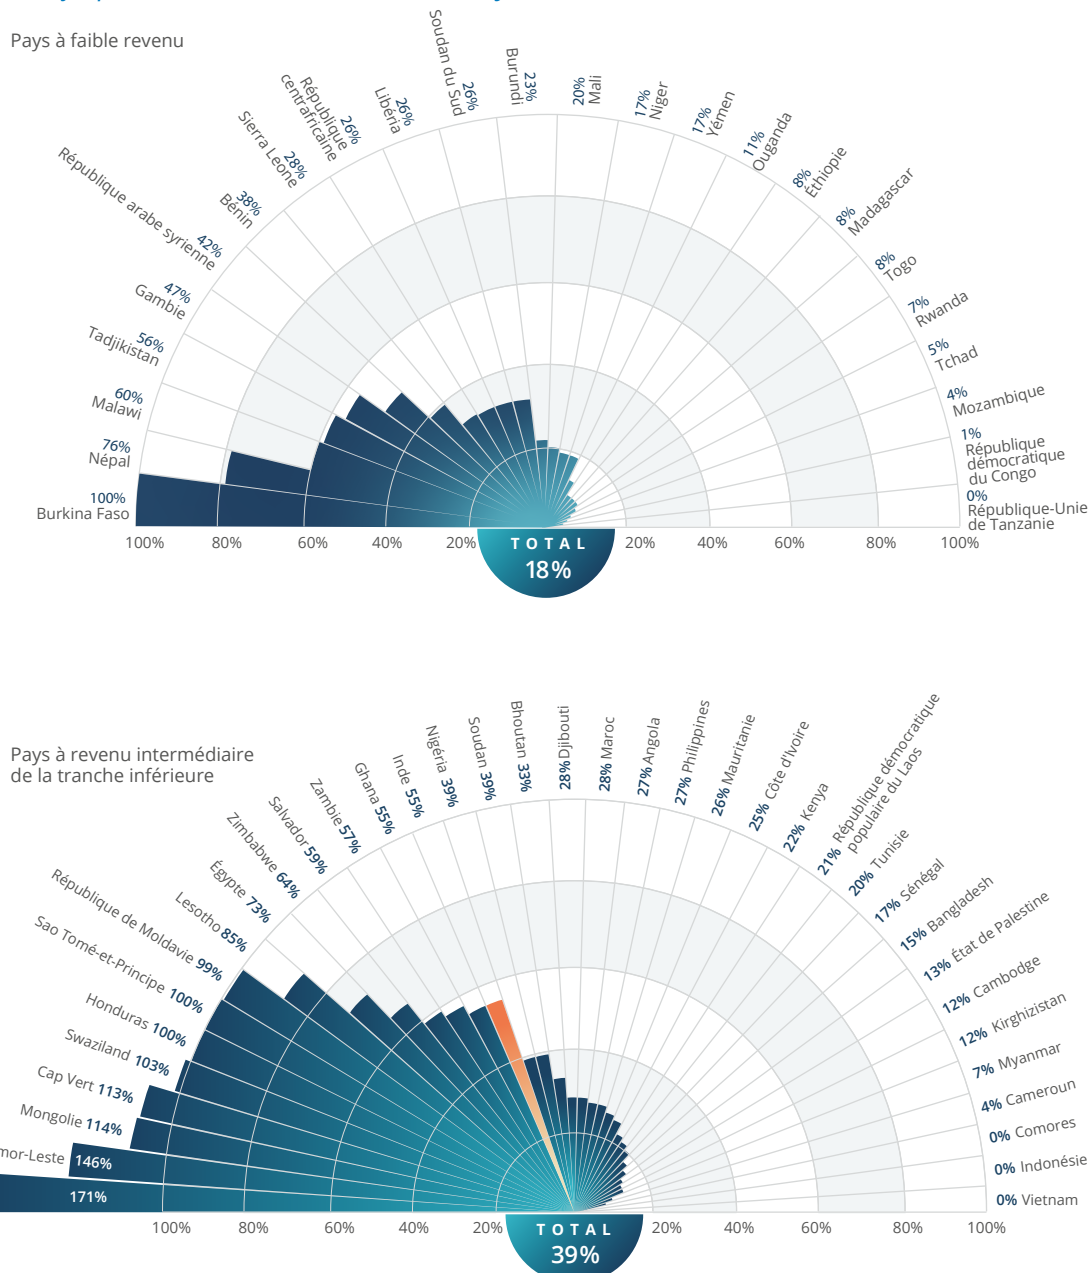 Pays à faible revenu
100%
Burkina Faso
76%
Népal
60%
Malawi
56%
Tadjikistan
47%
Gambie
42%
République arabe syrienne
38%
Bénin
28%
Sierra Leone
26%
République
centrafricaine
26%
Libéria
26%
Soudan du Sud
23%
Burundi
20%
Mali
17%
Niger
17%
Yémen
11%
Ouganda
8%
Éthiopie
8%
Madagascar
8%
Togo
7%
Rwanda
5%
Tchad
4%
Mozambique
1%
République
démocratique
du Congo
0%
République-Unie
de Tanzanie
100% 80% 60% 40% 20% 20% 40% 60% 80% 100%
TOTAL
18%
Pays à revenu intermédiaire
de la tranche inférieure
171%
mor-Leste 146%
Mongolie 114%
Cap Vert 113%
Swaziland 103%
Honduras 100%
Sao Tomé-et-Principe 100%
République de Moldavie 99%
Lesotho 85%
Égypte 73%
Zimbabwe 64%
Salvador 59%
Zambie 57%
Ghana 55%
Inde 55%
Nigéria 39%
Soudan 39%
Bhoutan 33%
28% Djibouti
28% Maroc
27% Angola
27% Philippines
26% Mauritanie
25% Côte d'Ivoire
22% Kenya
21% République démocratique
populaire du Laos
20% Tunisie
17% Sénégal
15% Bangladesh
13% État de Palestine
12% Cambodge
12% Kirghizistan
7% Myanmar
4% Cameroun
0% Comores
0% Indonésie
0% Vietnam
100% 80% 60% 40% 20% 20% 40% 60% 80% 100%
TOTAL
39%